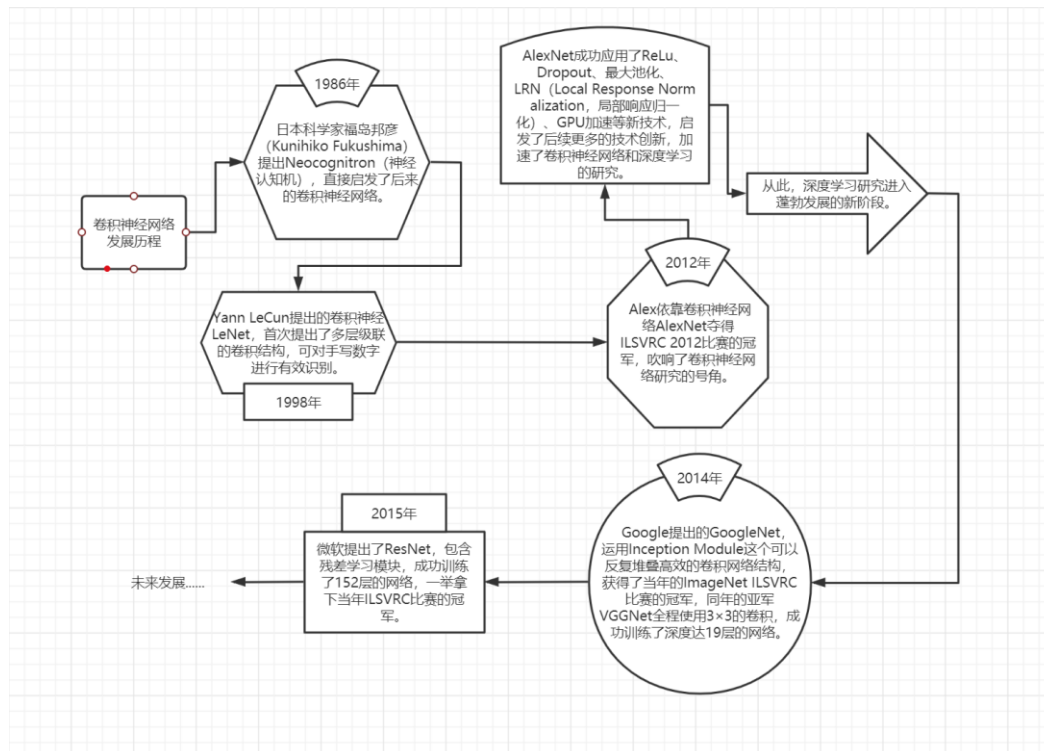 卷积神经网络
发展历程
1986年
日本科学家福岛邦彦
（Kunihiko Fukushima）
提出Neocognitron（神经
认知机），直接启发了后来
的卷积神经网络。
Yann LeCun提出的卷积神经
LeNet，首次提出了多层级联
的卷积结构，可对手写数字
进行有效识别。
1998年
2012年
Alex依靠卷积神经网
络AlexNet夺得
ILSVRC 2012比赛的冠
军，吹响了卷积神经网
络研究的号角。
AlexNet成功应用了ReLu、
Dropout、最大池化、
LRN（Local Response Norm
alization，局部响应归一
化）、GPU加速等新技术，启
发了后续更多的技术创新，加
速了卷积神经网络和深度学习
的研究。
从此，深度学习研究进入
蓬勃发展的新阶段。
2014年
Google提出的GoogleNet，
运用Inception Module这个可以
反复堆叠高效的卷积网络结构，
获得了当年的ImageNet ILSVRC
比赛的冠军，同年的亚军
VGGNet全程使用3×3的卷积，成
功训练了深度达19层的网络。
2015年
微软提出了ResNet，包含
残差学习模块，成功训练
了152层的网络，一举拿
下当年ILSVRC比赛的冠
军。
未来发展......